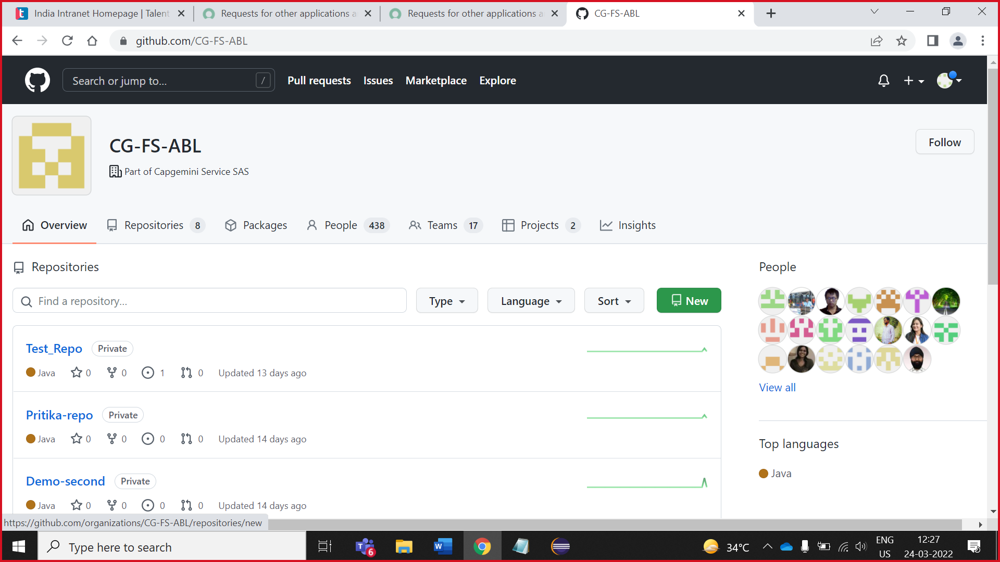 India Intranet Homepage | Talent
Requests for other applications a
Requests for other applications a
CG-FS-ABL
github.com/CG-FS-ABL
Search or jump to...
/
Pull requests
Issues
Marketplace
Explore
CG-FS-ABL
Part of Capgemini Service SAS
Follow
Overview
Repositories 8
Packages
People 438
Teams 17
Projects 2
Insights
Repositories
Find a repository...
Type
Language
Sort
New
Test_Repo Private
Java 0 0 1 0 Updated 13 days ago
Pritika-repo Private
Java 0 0 0 0 Updated 14 days ago
Demo-second Private
Java 0 0 0 0 Updated 14 days ago
People
View all
Top languages
Java
https://github.com/organizations/CG-FS-ABL/repositories/new
Type here to search
6
34°C
ENG
US
12:27
24-03-2022